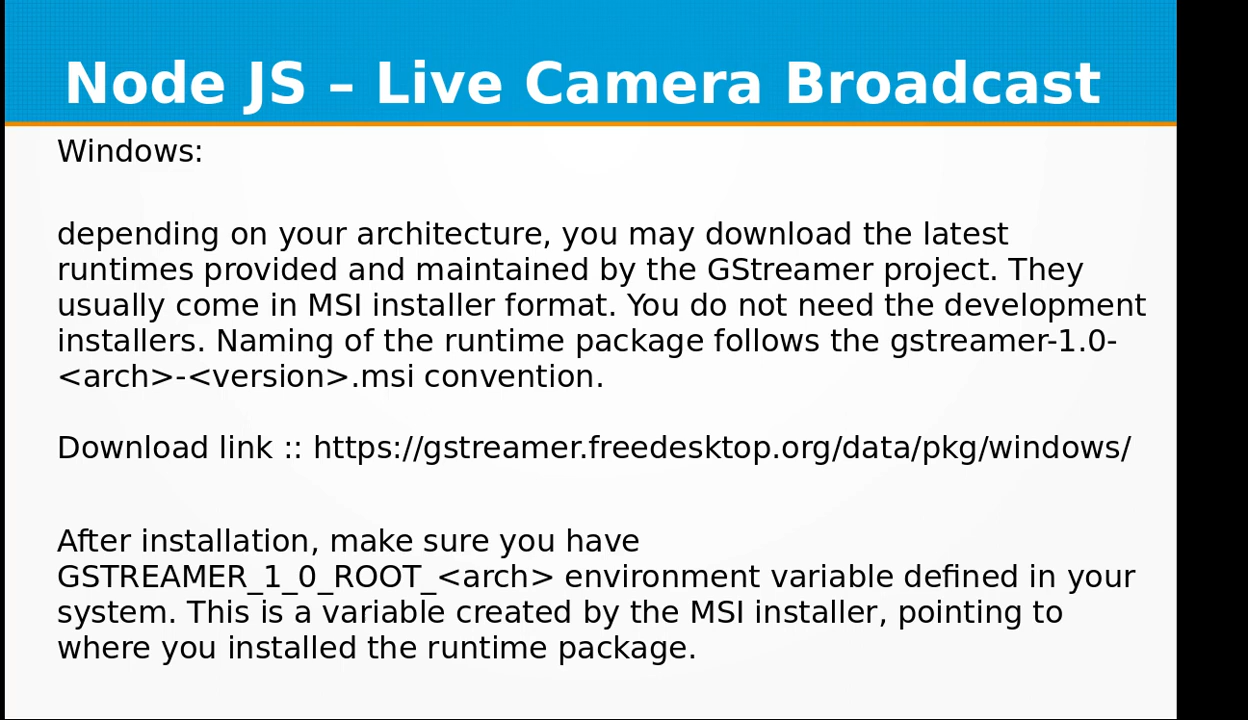 Node JS – Live Camera Broadcast
Windows:
depending on your architecture, you may download the latest
runtimes provided and maintained by the GStreamer project. They
usually come in MSI installer format. You do not need the development
installers. Naming of the runtime package follows the gstreamer-1.0-
<arch>-<version>.msi convention.
Download link :: https://gstreamer.freedesktop.org/data/pkg/windows/
After installation, make sure you have
GSTREAMER_1_0_ROOT_<arch> environment variable defined in your
system. This is a variable created by the MSI installer, pointing to
where you installed the runtime package.